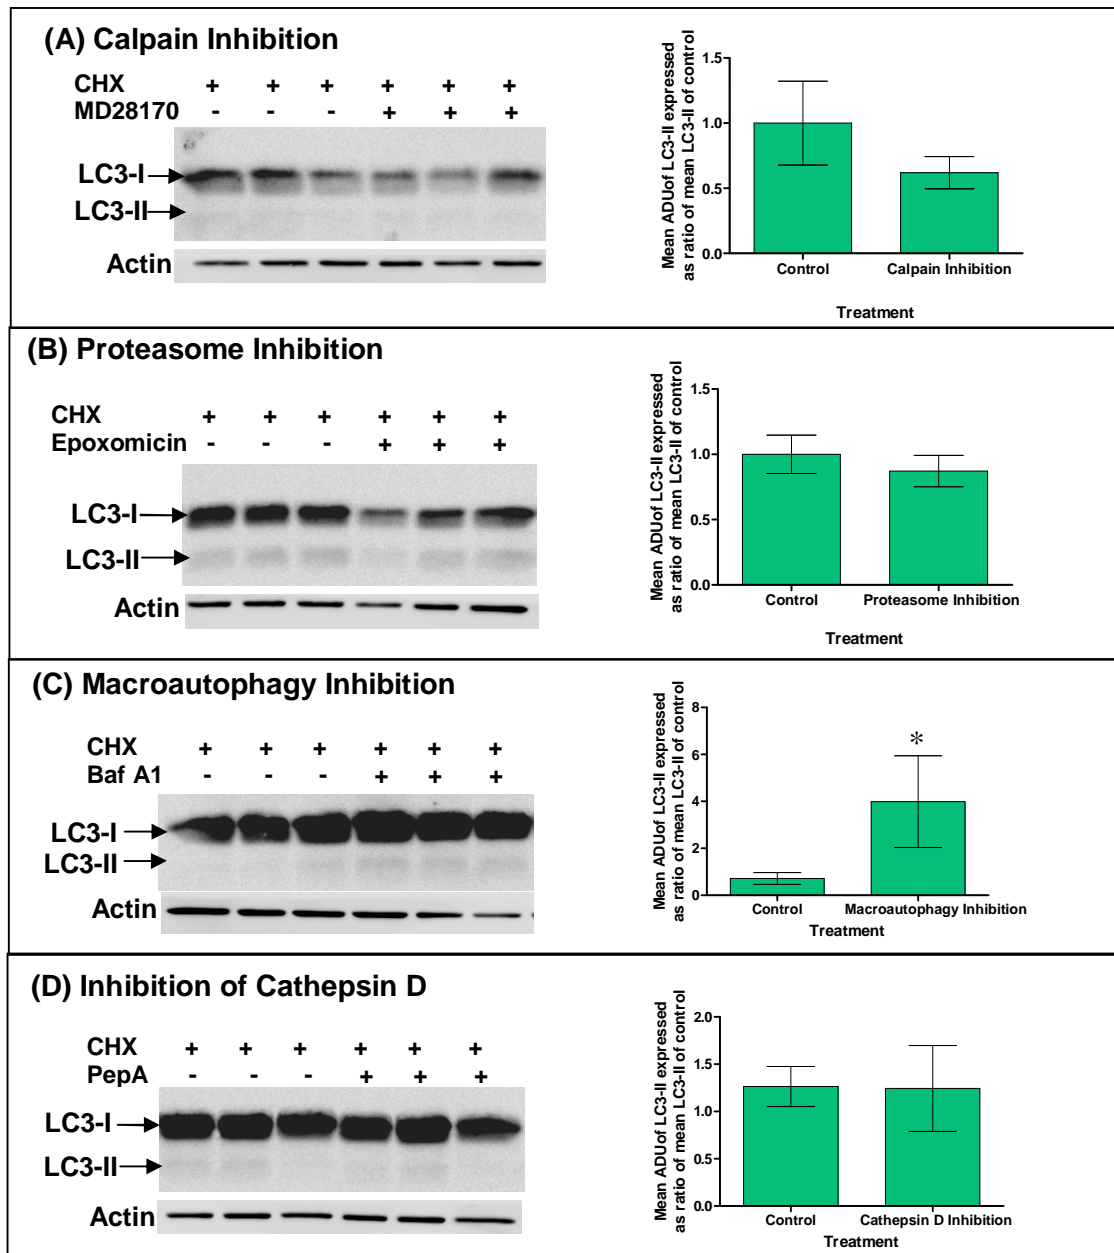 (A) Calpain Inhibition
CHX + + + + + +
MD28170 - - - + + +
LC3-I
LC3-II
Actin
Mean ADUof LC3-II expressed
as ratio of mean LC3-II of control
1.5
1.0
0.5
0.0
Control Calpain Inhibition
Treatment
(B) Proteasome Inhibition
CHX + + + + + +
Epoxomicin - - - + + +
LC3-I
LC3-II
Actin
Mean ADUof LC3-II expressed
as ratio of mean LC3-II of control
1.5
1.0
0.5
0.0
Control Proteasome Inhibition
Treatment
(C) Macroautophagy Inhibition
CHX + + + + + +
Baf A1 - - - + + +
LC3-I
LC3-II
Actin
Mean ADUof LC3-II expressed
as ratio of mean LC3-II of control
8
6
4
2
0
*
Control Macroautophagy Inhibition
Treatment
(D) Inhibition of Cathepsin D
CHX + + + + + +
PepA - - - + + +
LC3-I
LC3-II
Actin
Mean ADUof LC3-II expressed
as ratio of mean LC3-II of control
2.0
1.5
1.0
0.5
0.0
Control Cathepsin D Inhibition
Treatment